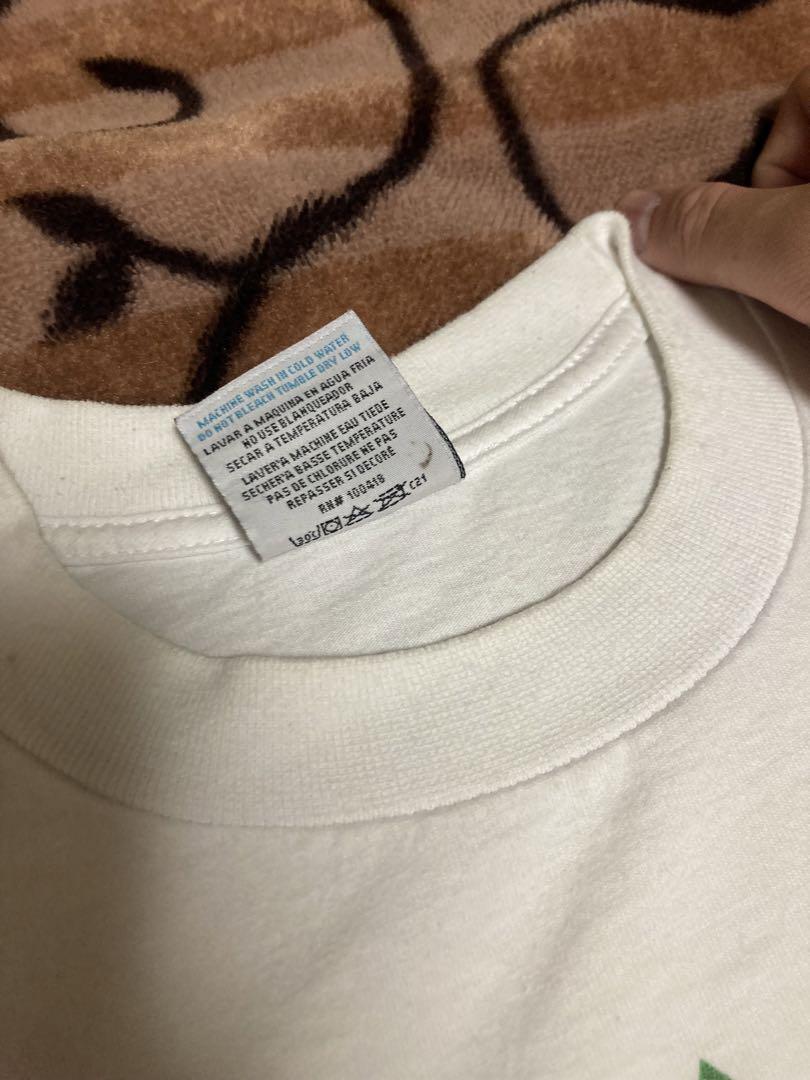 MACHINE WASH IN COLD WATER
DO NOT BLEACH TUMBLE DRY LOW
LAVAR A MAQUINA EN AGUA FRIA
NO USE BLANQUEADOR
SECAR A TEMPERATURA BAJA
LAVER'A MACHINE EAU TIEDE
SECHER'A BASSE TEMPERATURE
PAS DE CHLORURE NE PAS
REPASSER SI DECORÉ
RN# 100418
30C C21